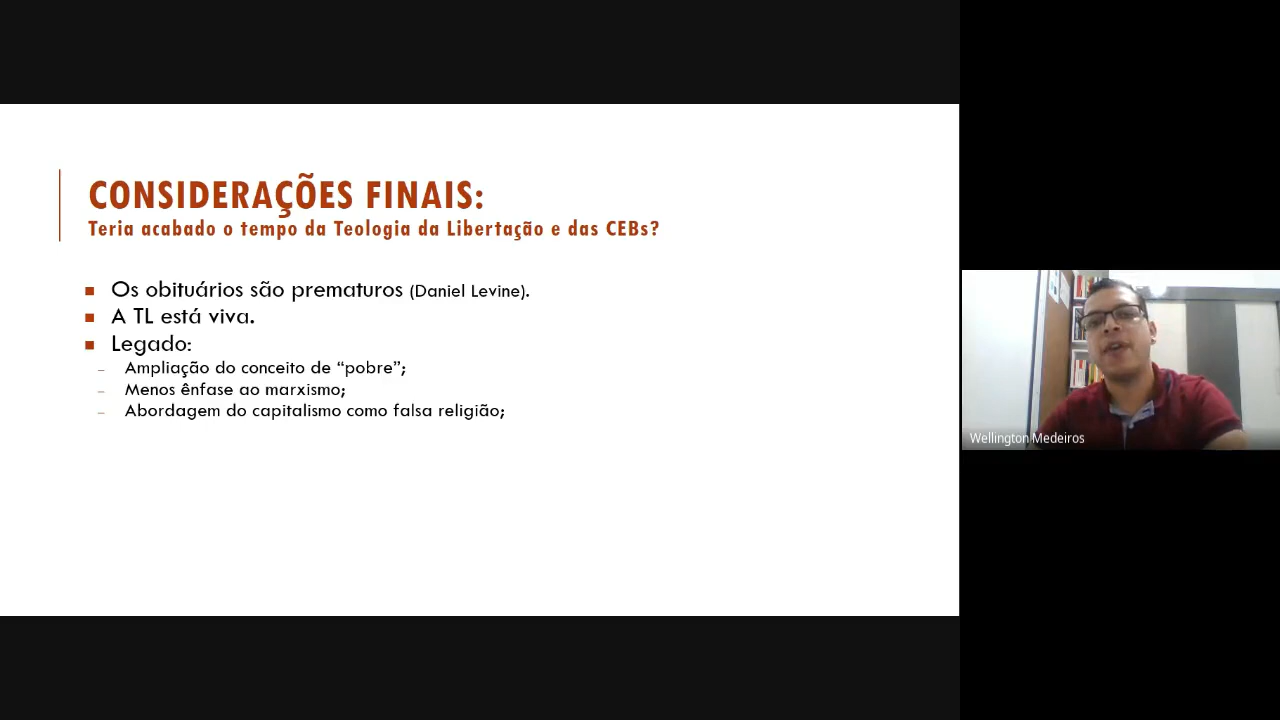 CONSIDERAÇÕES FINAIS:
Teria acabado o tempo da Teologia da Libertação e das CEBs?
Os obituários são prematuros (Daniel Levine).
A TL está viva.
Legado:
Ampliação do conceito de “pobre”;
Menos ênfase ao marxismo;
Abordagem do capitalismo como falsa religião;
Wellington Medeiros